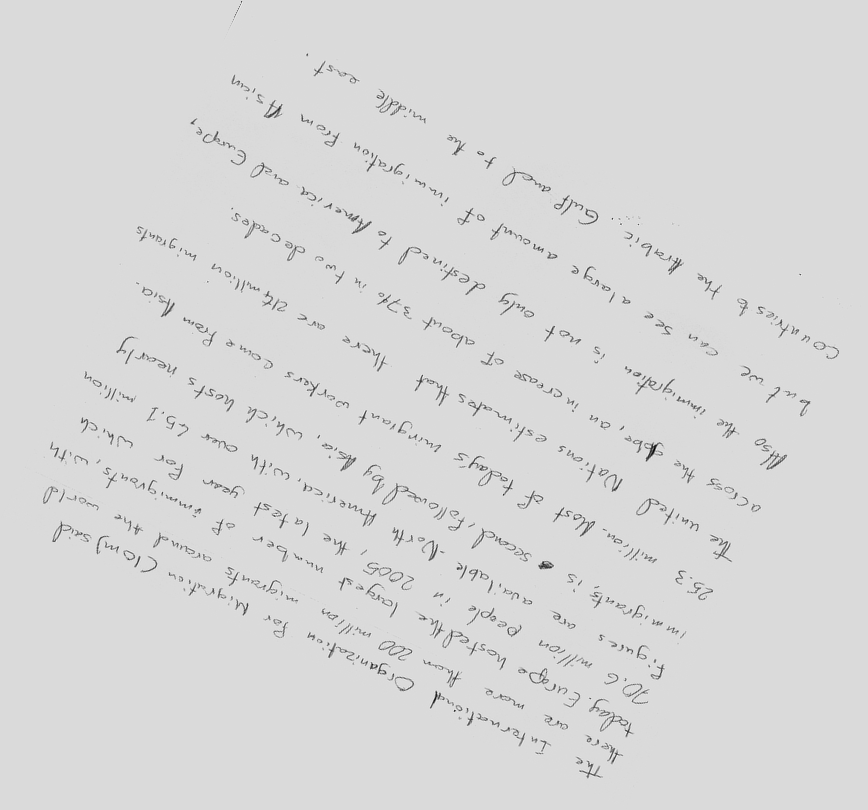 The International Organization for Migration (IOM) said
there are more then 200 million migrants around the world
today. Europe hosted the largest number of immigrants, with
70.6 million people in 2005, the latest year for which
figures are available. North America, with over 45.1 million
immigrants, is second, followed by Asia, which hosts nearly
25.3 million. Most of today's mirgiant workers come from Asia.
The united Nations estimates that there are 214 million migrants
across the globe, an increase of about 37% in two decades.
Also the immigration is not only destined to America and Europe,
but we can see a large amount of immigration from Asian
countries to the Arabic Gulf and to the middle east.